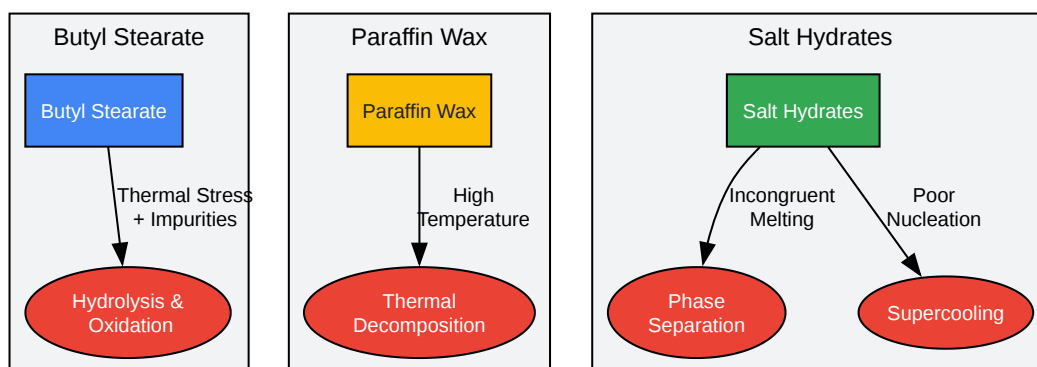 Butyl Stearate
Butyl Stearate
Thermal Stress
+ Impurities
Hydrolysis &
Oxidation
Paraffin Wax
Paraffin Wax
High
Temperature
Thermal
Decomposition
Salt Hydrates
Salt Hydrates
Incongruent
Melting
Poor
Nucleation
Phase
Separation
Supercooling